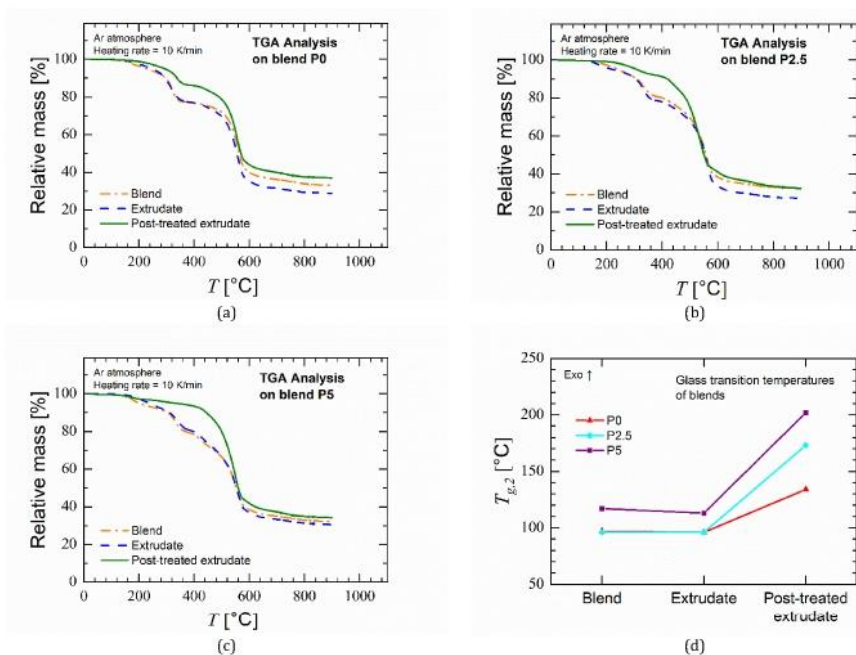 Ar atmosphere
Heating rate = 10 K/min
TGA Analysis
on blend P0
Relative mass [%]
100
80
60
40
20
0
Blend
Extrudate
Post-treated extrudate
0 200 400 600 800 1000
T [°C]
(a)
Ar atmosphere
Heating rate = 10 K/min
TGA Analysis
on blend P2.5
Relative mass [%]
100
80
60
40
20
0
Blend
Extrudate
Post-treated extrudate
0 200 400 600 800 1000
T [°C]
(b)
Ar atmosphere
Heating rate = 10 K/min
TGA Analysis
on blend P5
Relative mass [%]
100
80
60
40
20
0
Blend
Extrudate
Post-treated extrudate
0 200 400 600 800 1000
T [°C]
(c)
Exo ↑
Glass transition temperatures
of blends
P0
P2.5
P5
T g,2 [°C]
250
200
150
100
50
Blend Extrudate Post-treated
extrudate
(d)